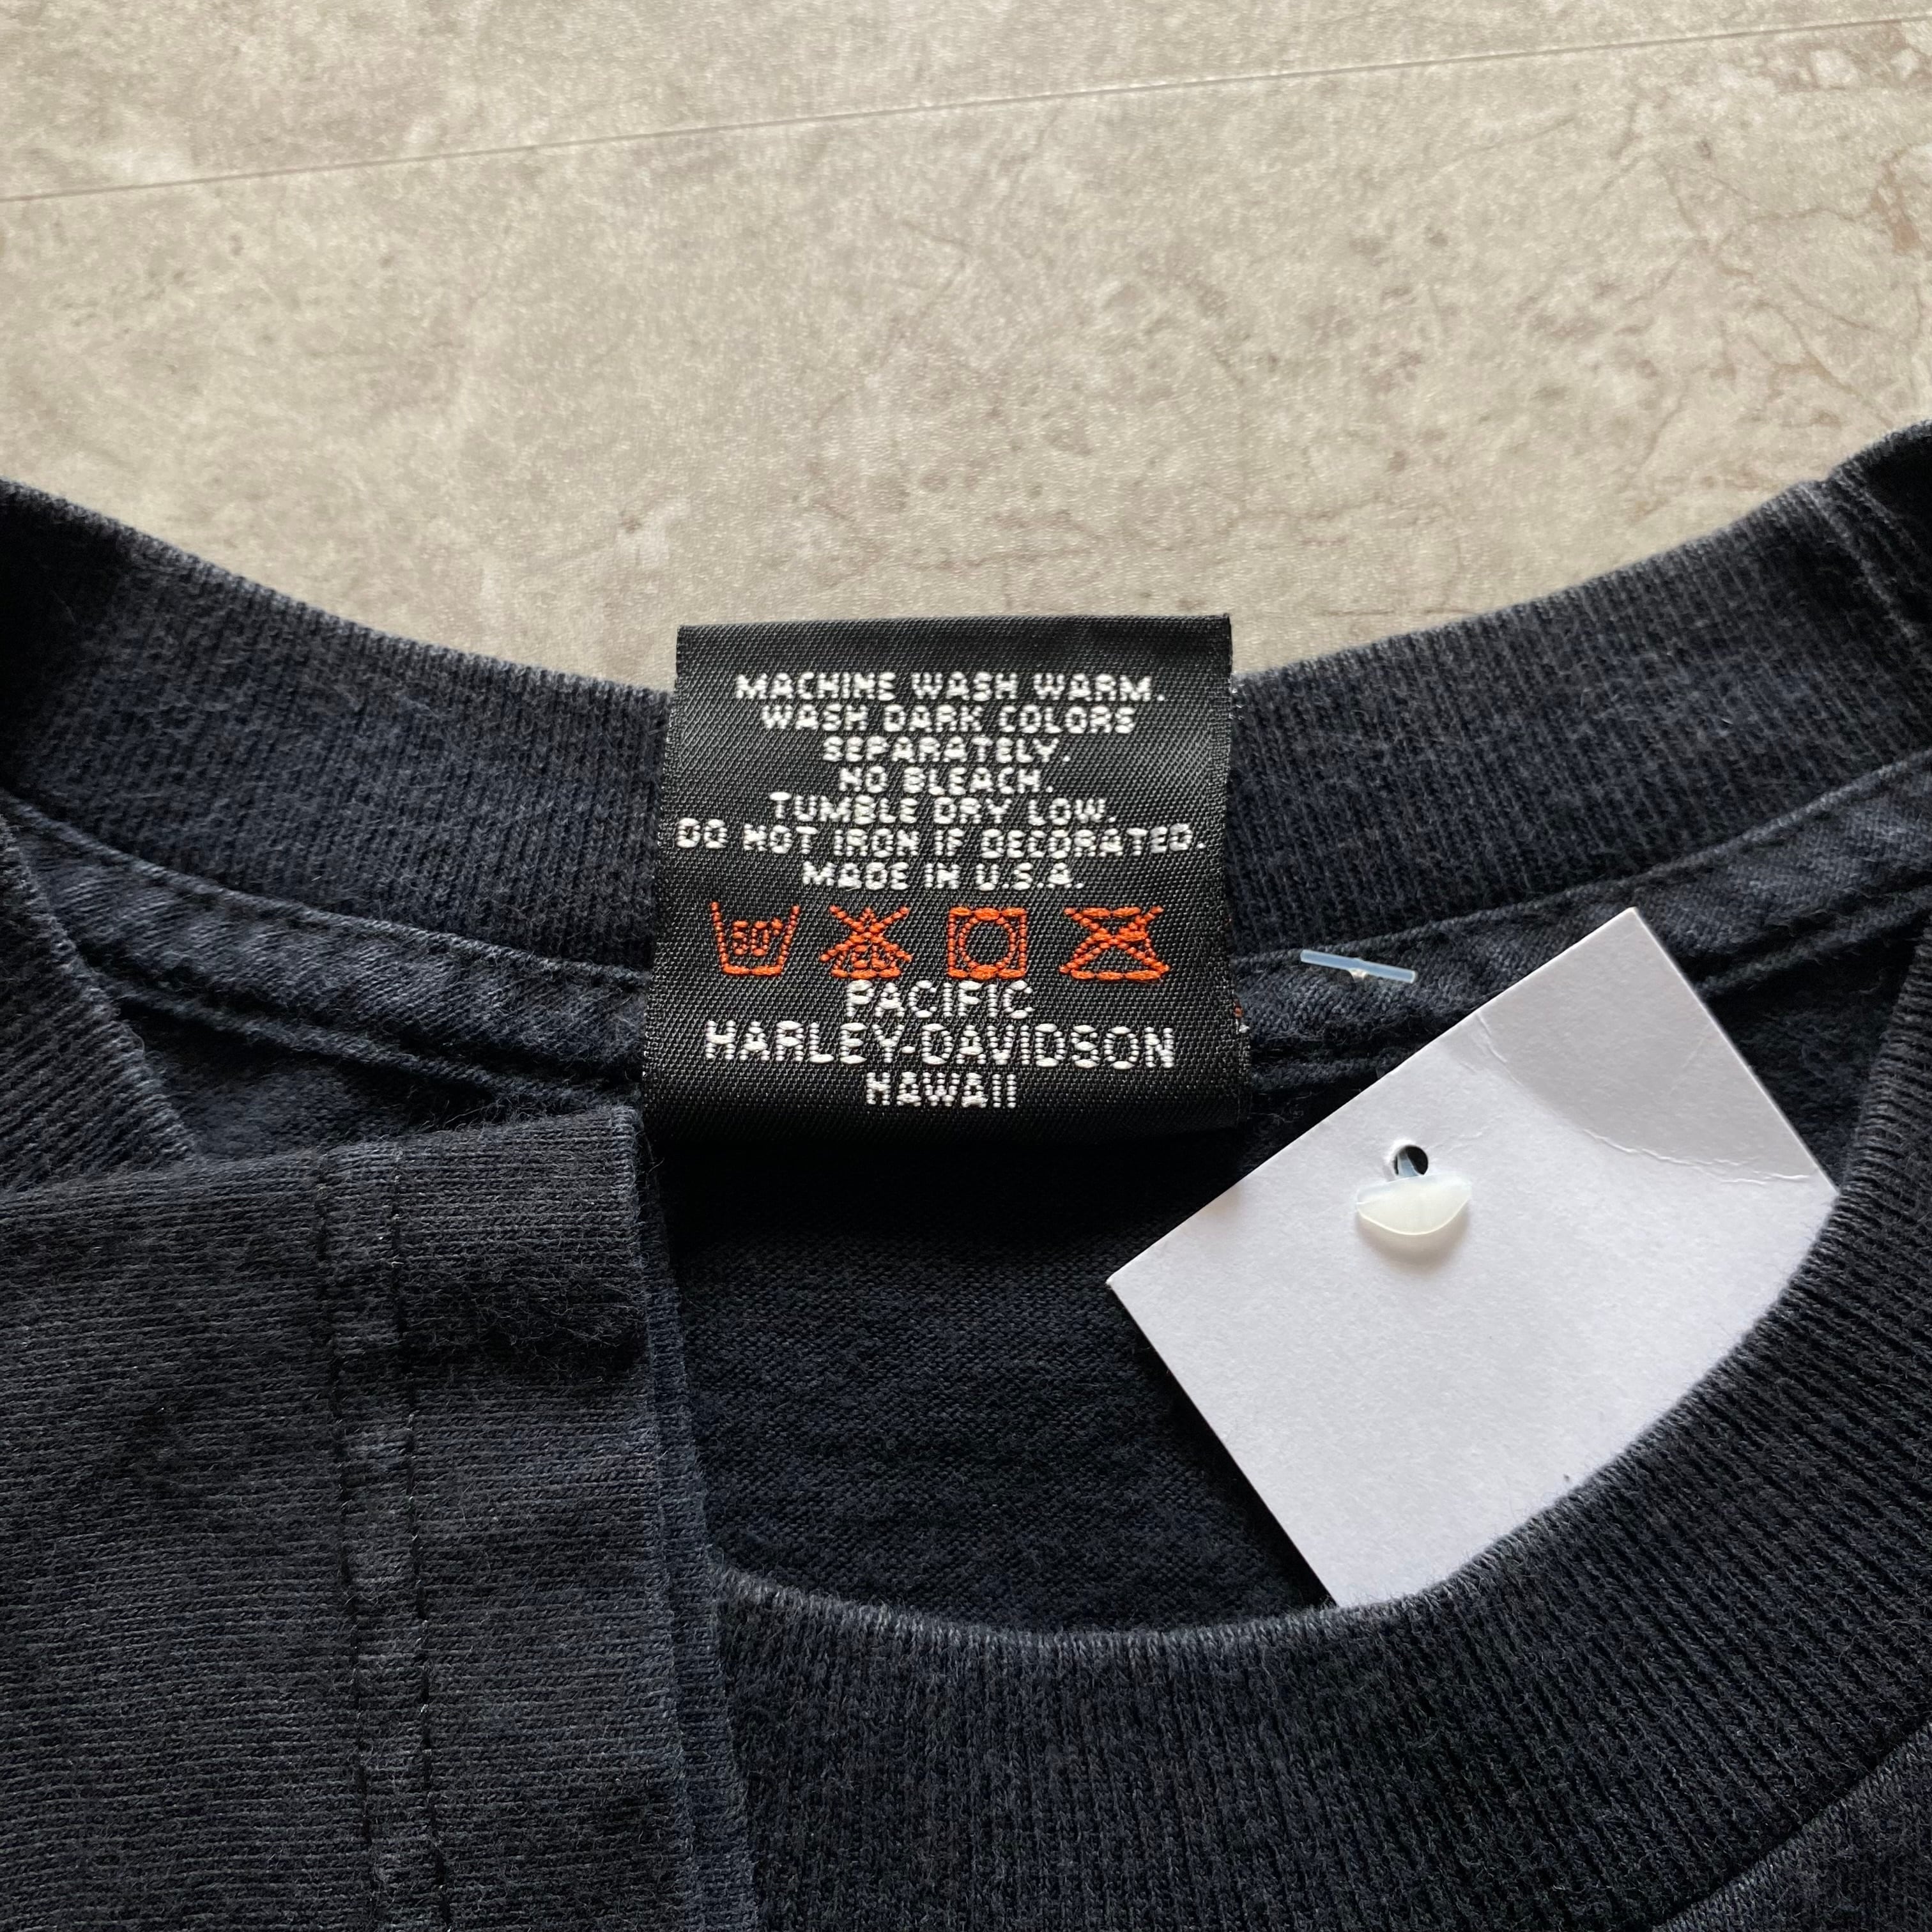 MACHINE WASH WARM.
WASH DARK COLORS
SEPARATELY.
NO BLEACH.
TUMBLE DRY LOW.
DO NOT IRON IF DECORATED.
MADE IN U.S.A.
50°
PACIFIC
HARLEY-DAVIDSON
HAWAII